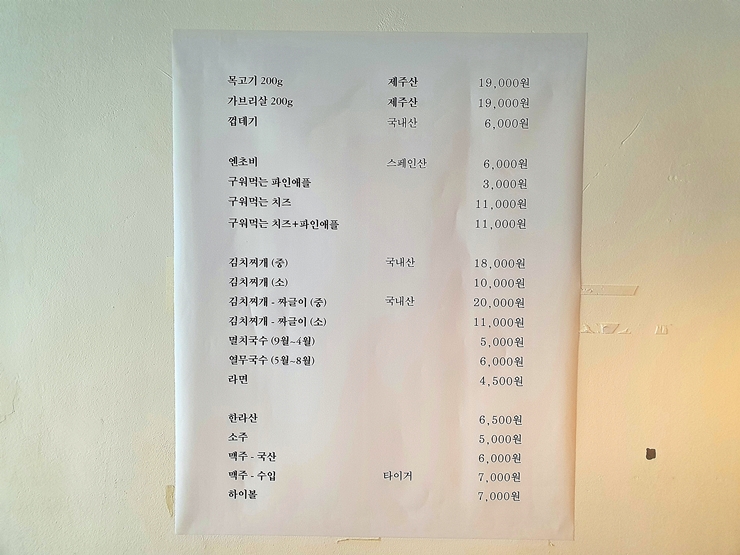 목고기 200g 제주산 19,000원
가브리살 200g 제주산 19,000원
껍데기 국내산 6,000원
엔초비 스페인산 6,000원
구워먹는 파인애플 3,000원
구워먹는 치즈 11,000원
구워먹는 치즈+파인애플 11,000원
김치찌개 (중) 국내산 18,000원
김치찌개 (소) 10,000원
김치찌개 - 짜글이 (중) 국내산 20,000원
김치찌개 - 짜글이 (소) 11,000원
멸치국수 (9월~4월) 5,000원
열무국수 (5월~8월) 6,000원
라면 4,500원
한라산 6,500원
소주 5,000원
맥주 - 국산 6,000원
맥주 - 수입 타이거 7,000원
하이볼 7,000원